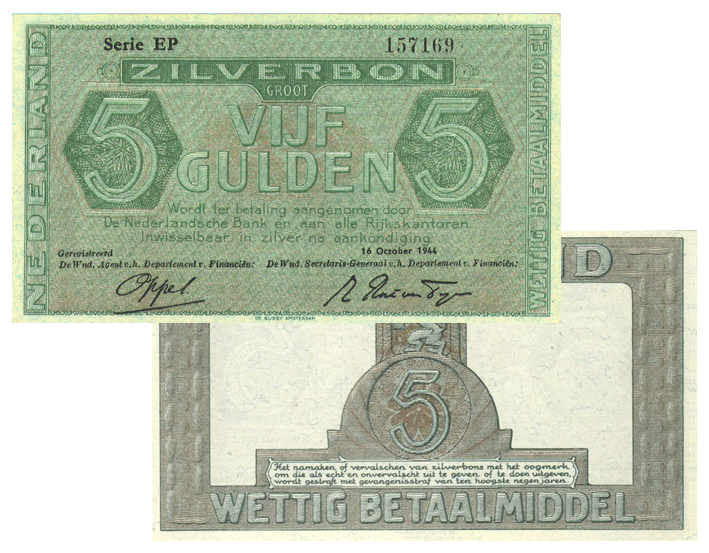 Serie EP 157169
NEDERLAND
ZILVERBON
GROOT
5 VIJF 5
GULDEN
WETTIG BETAALMIDDEL
Wordt ter betaling aangenomen door
De Nederlandsche Bank en aan alle Rijkskantoren.
Inwisselbaar in zilver na aankondiging.
16 October 1944
Geregistreerd
De Wnd. Agent v. h. Departement v. Financiën: De Wnd. Secretaris-Generaal v. h. Departement v. Financiën:
Oppel
DE BUSSY AMSTERDAM
D
5
Het namaken of vervalschen van zilverbons met het oogmerk
om die als echt en onvervalscht uit te geven of te doen uitgeven,
wordt gestraft met gevangenisstraf van ten hoogste negen jaren.
WETTIG BETAALMIDDEL